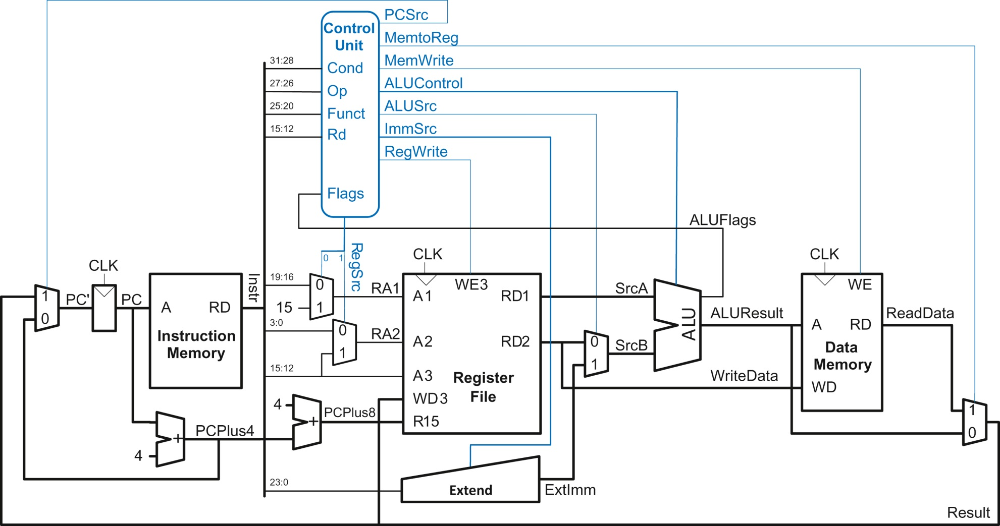 PCSrc
Control
Unit
MemtoReg
MemWrite
ALUControl
ALUSrc
ImmSrc
RegWrite
31:28
Cond
27:26
Op
25:20
Funct
15:12
Rd
Flags
ALUFlags
RegSrc
0 1
CLK
PC'
1
0
PC
A RD
Instruction
Memory
Instr
19:16
0
15
1
RA1
3:0
0
1
RA2
15:12
CLK
WE3
A1
RD1
A2
RD2
A3
WD3
R15
Register
File
4
+
PCPlus8
PCPlus4
+
4
23:0
Extend
ExtImm
SrcA
0
1
SrcB
ALU
ALUResult
WriteData
CLK
WE
A RD
Data
Memory
WD
ReadData
1
0
Result